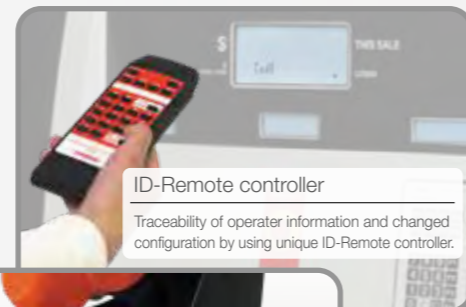 $
THIS SALE
ID-Remote controller
Traceability of operater information and changed
configuration by using unique ID-Remote controller.